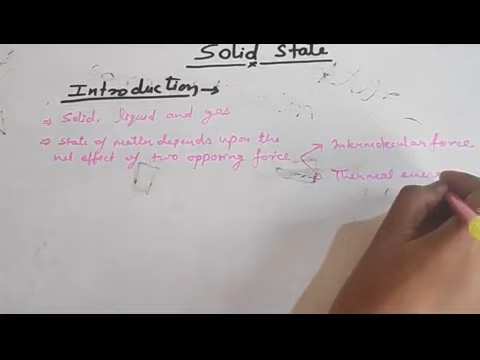 Solid State
Introduction →
⇒ Solid, liquid and gas
⇒ State of matter depends upon the
net effect of two opposing force
Intermolecular force
Thermal ener